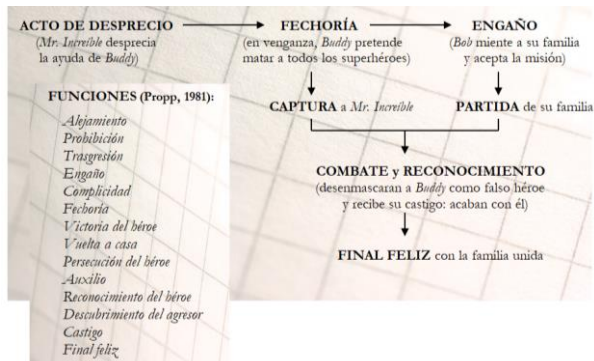 ACTO DE DESPRECIO
(Mr. Increíble desprecia
la ayuda de Buddy)
FECHORÍA
(en venganza, Buddy pretende
matar a todos los superhéroes)
ENGAÑO
(Bob miente a su familia
y acepta la misión)
CAPTURA a Mr. Increíble
PARTIDA de su familia
COMBATE y RECONOCIMIENTO
(desenmascaran a Buddy como falso héroe
y recibe su castigo: acaban con él)
FINAL FELIZ con la familia unida
FUNCIONES (Propp, 1981):
Alejamiento
Prohibición
Trasgresión
Engaño
Complicidad
Fechoría
Victoria del héroe
Vuelta a casa
Persecución del héroe
Auxilio
Reconocimiento del héroe
Descubrimiento del agresor
Castigo
Final feliz